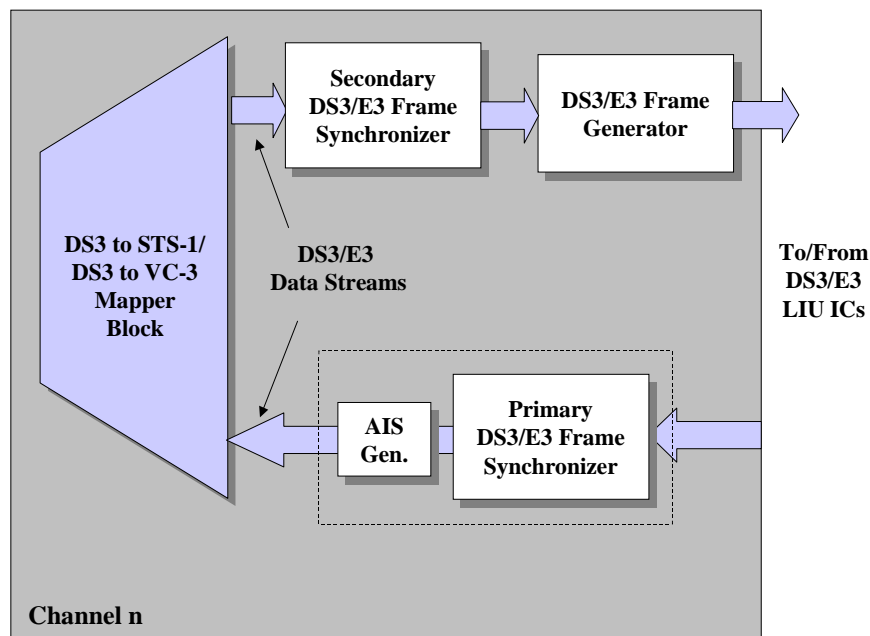 Secondary
DS3/E3 Frame
Synchronizer
DS3/E3 Frame
Generator
DS3 to STS-1/
DS3 to VC-3
Mapper
Block
DS3/E3
Data Streams
To/From
DS3/E3
LIU ICs
AIS
Gen.
Primary
DS3/E3 Frame
Synchronizer
Channel n